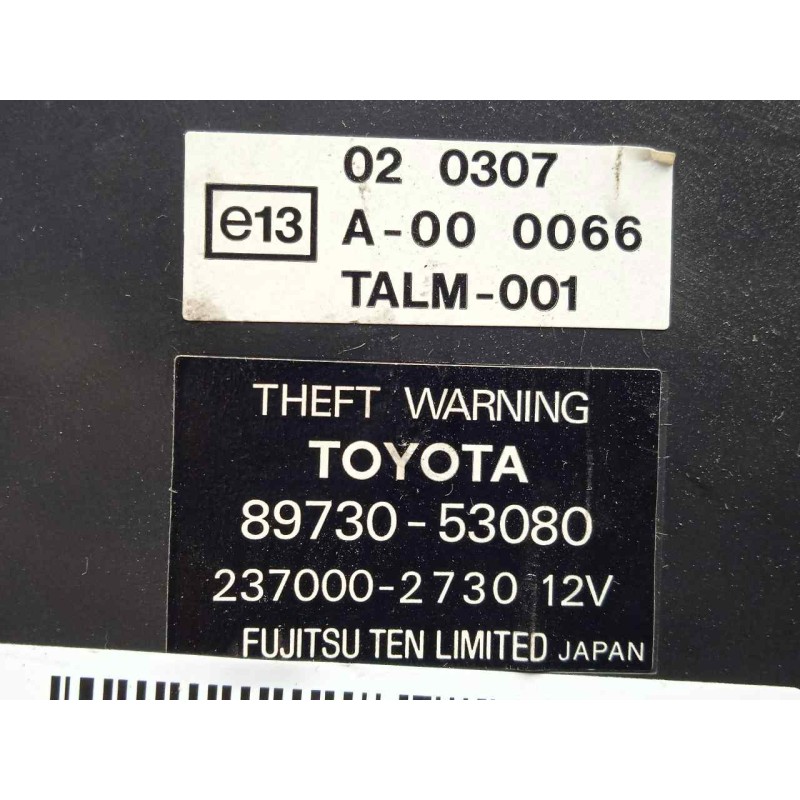 02 0307
e13 A-00 0066
TALM-001
THEFT WARNING
TOYOTA
89730-53080
237000-2730 12V
FUJITSU TEN LIMITED JAPAN